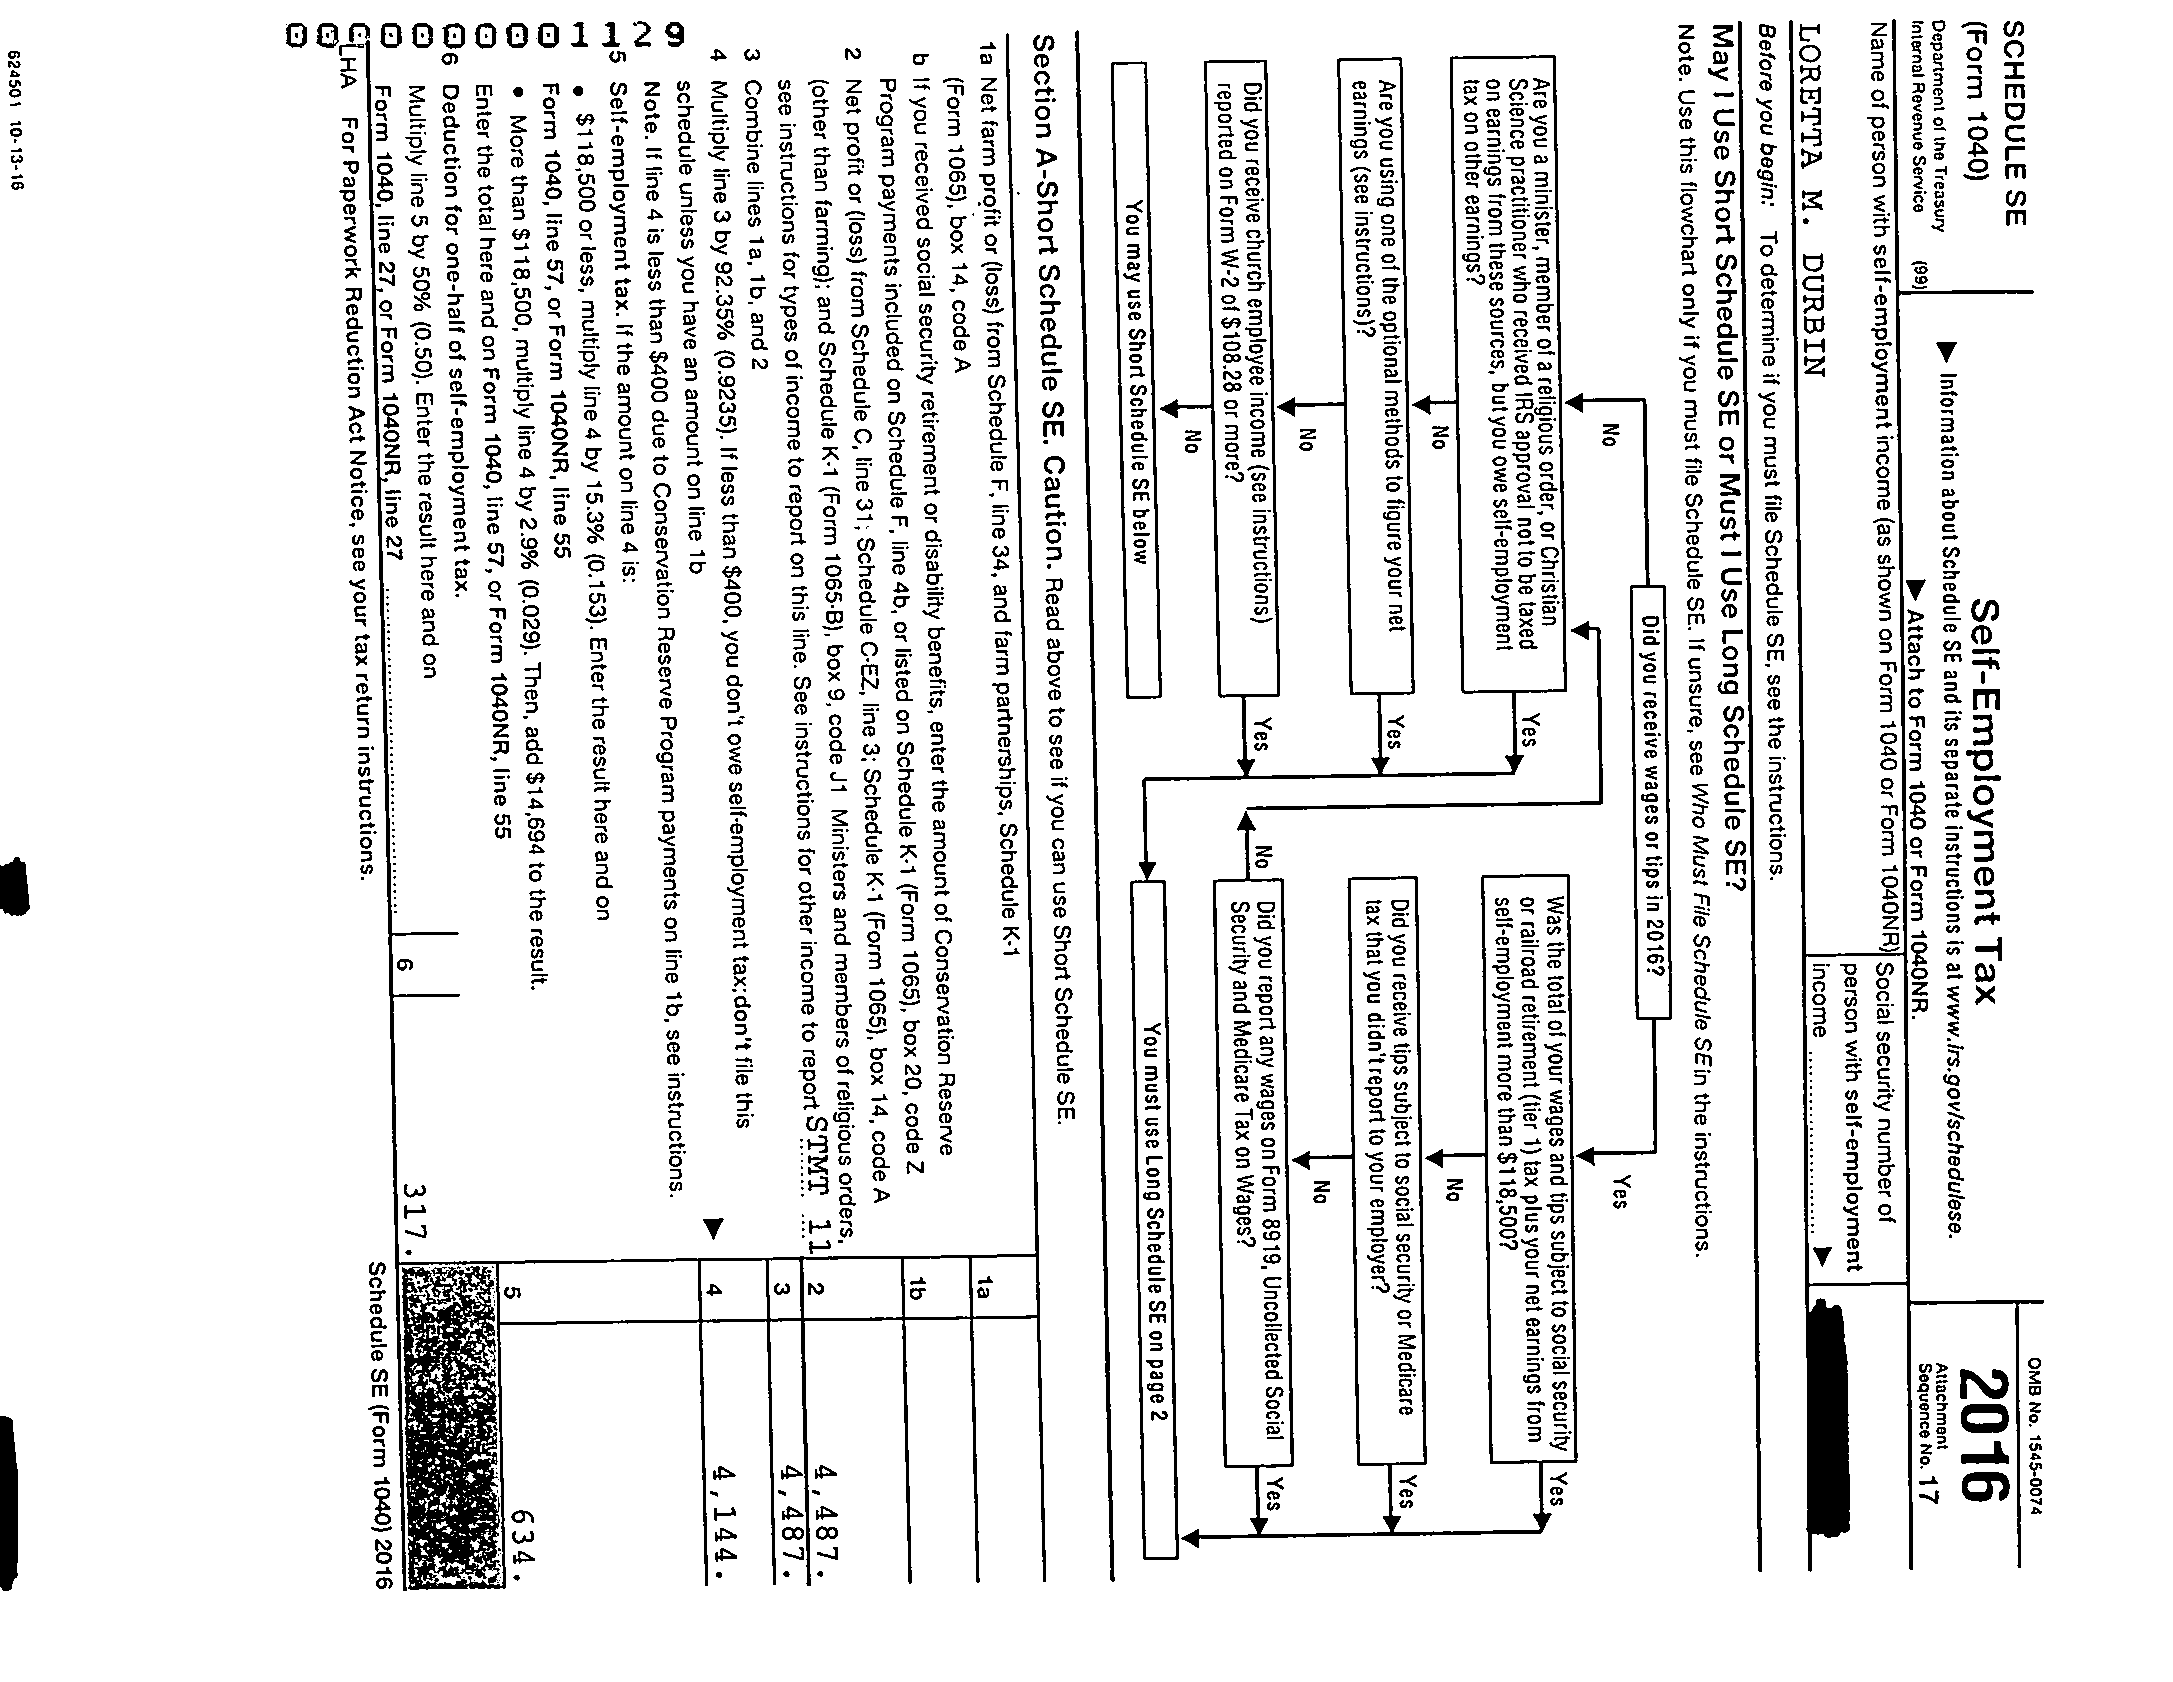 SCHEDULE SE
(Form 1040)
Department of the Treasury
Internal Revenue Service (99)
Self-Employment Tax
▶ Information about Schedule SE and its separate instructions is at www.irs.gov/schedulese.
▶ Attach to Form 1040 or Form 1040NR.
OMB No. 1545-0074
2016
Attachment
Sequence No. 17
Name of person with self-employment income (as shown on Form 1040 or Form 1040NR)
LORETTA M. DURBIN
Social security number of
person with self-employment
income ▶
Before you begin: To determine if you must file Schedule SE, see the instructions.
May I Use Short Schedule SE or Must I Use Long Schedule SE?
Note. Use this flowchart only if you must file Schedule SE. If unsure, see Who Must File Schedule SE in the instructions.
Did you receive wages or tips in 2016?
No
Yes
Are you a minister, member of a religious order, or Christian
Science practitioner who received IRS approval not to be taxed
on earnings from these sources, but you owe self-employment
tax on other earnings?
Yes
Was the total of your wages and tips subject to social security
or railroad retirement (tier 1) tax plus your net earnings from
self-employment more than $118,500?
Yes
No
No
Are you using one of the optional methods to figure your net
earnings (see instructions)?
Yes
Did you receive tips subject to social security or Medicare
tax that you didn't report to your employer?
Yes
No
No
Did you receive church employee income (see instructions)
reported on Form W-2 of $108.28 or more?
Yes
No
Did you report any wages on Form 8919, Uncollected Social
Security and Medicare Tax on Wages?
Yes
No
You may use Short Schedule SE below
You must use Long Schedule SE on page 2
Section A-Short Schedule SE. Caution. Read above to see if you can use Short Schedule SE.
1a Net farm profit or (loss) from Schedule F, line 34, and farm partnerships, Schedule K-1
(Form 1065), box 14, code A
1a
b If you received social security retirement or disability benefits, enter the amount of Conservation Reserve
Program payments included on Schedule F, line 4b, or listed on Schedule K-1 (Form 1065), box 20, code Z
1b
2 Net profit or (loss) from Schedule C, line 31; Schedule C-EZ, line 3; Schedule K-1 (Form 1065), box 14, code A
(other than farming); and Schedule K-1 (Form 1065-B), box 9, code J1 Ministers and members of religious orders,
see instructions for types of income to report on this line. See instructions for other income to report STMT 11
2 4,487.
3 Combine lines 1a, 1b, and 2
3 4,487.
4 Multiply line 3 by 92.35% (0.9235). If less than $400, you don't owe self-employment tax; don't file this
schedule unless you have an amount on line 1b ▶
4 4,144.
Note. If line 4 is less than $400 due to Conservation Reserve Program payments on line 1b, see instructions.
5 Self-employment tax. If the amount on line 4 is:
• $118,500 or less, multiply line 4 by 15.3% (0.153). Enter the result here and on
Form 1040, line 57, or Form 1040NR, line 55
• More than $118,500, multiply line 4 by 2.9% (0.029). Then, add $14,694 to the result.
Enter the total here and on Form 1040, line 57, or Form 1040NR, line 55
5 634.
6 Deduction for one-half of self-employment tax.
Multiply line 5 by 50% (0.50). Enter the result here and on
Form 1040, line 27, or Form 1040NR, line 27
6 317.
LHA For Paperwork Reduction Act Notice, see your tax return instructions.
Schedule SE (Form 1040) 2016
0000000001129
624501 10-13-16